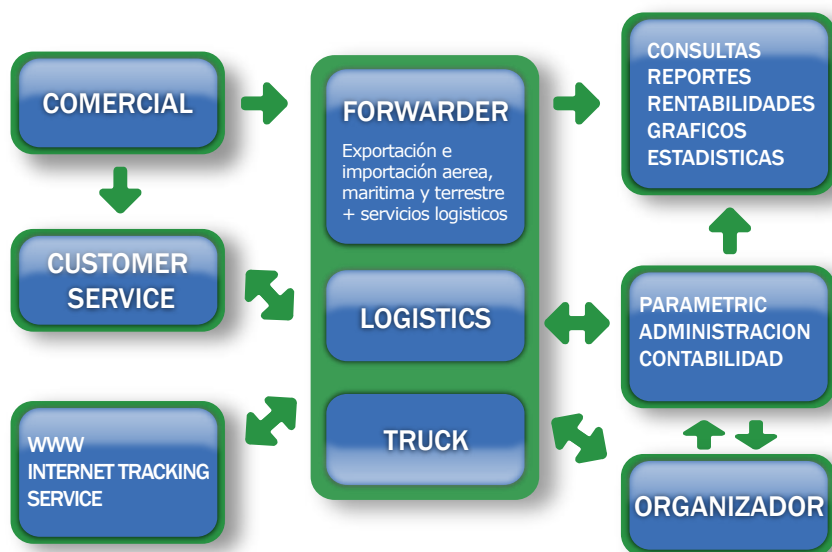 COMERCIAL
CUSTOMER
SERVICE
WWW
INTERNET TRACKING
SERVICE
FORWARDER
Exportación e
importación aerea,
maritima y terrestre
+ servicios logisticos
LOGISTICS
TRUCK
CONSULTAS
REPORTES
RENTABILIDADES
GRAFICOS
ESTADISTICAS
PARAMETRIC
ADMINISTRACION
CONTABILIDAD
ORGANIZADOR